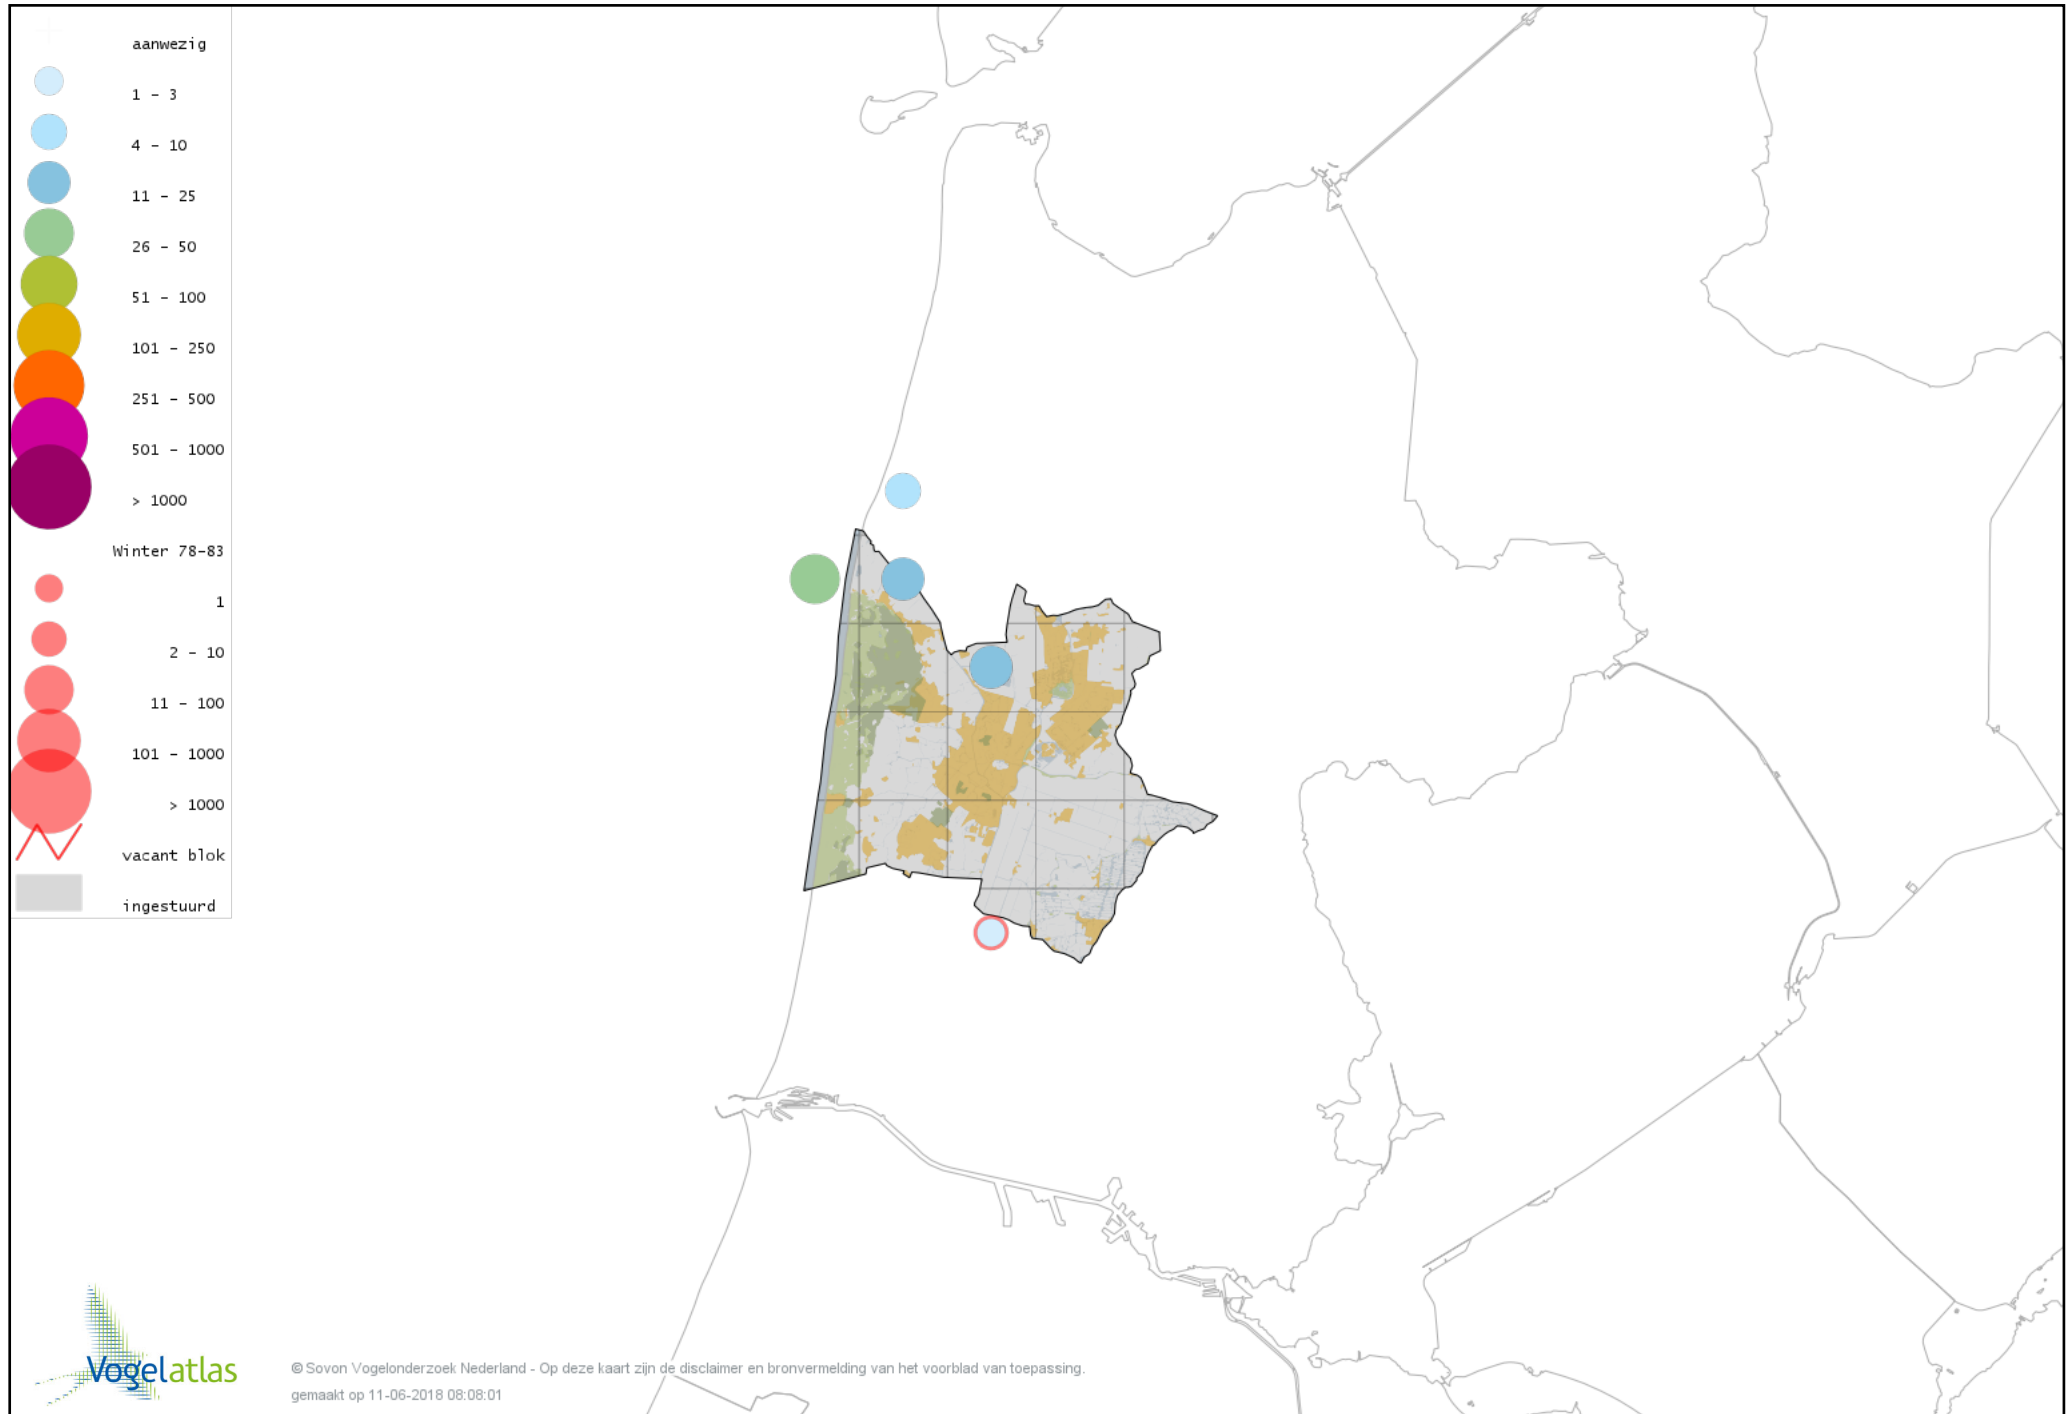 aanwezig
1 - 3
4 - 10
11 - 25
26 - 50
51 - 100
101 - 250
251 - 500
501 - 1000
> 1000
Winter 78-83
1
2 - 10
11 - 100
101 - 1000
> 1000
vacant blok
ingestuurd
Vogelatlas
© Sovon Vogelonderzoek Nederland - Op deze kaart zijn de disclaimer en bronvermelding van het voorblad van toepassing.
gemaakt op 11-06-2018 08:08:01